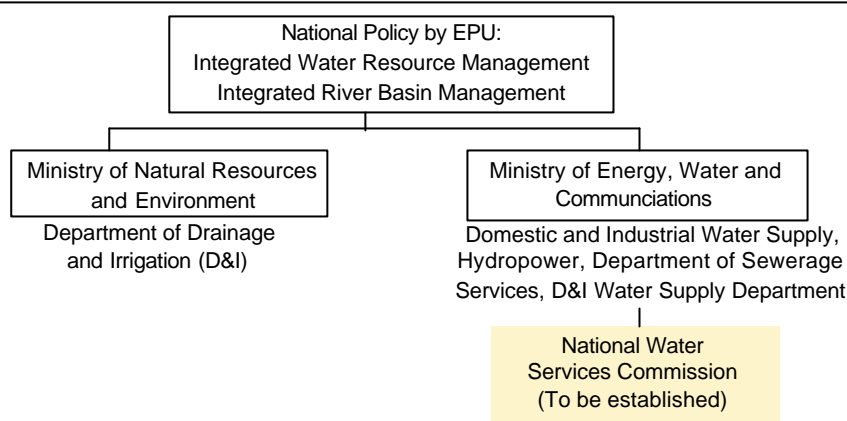 National Policy by EPU:
Integrated Water Resource Management
Integrated River Basin Management
Ministry of Natural Resources
and Environment
Department of Drainage
and Irrigation (D&I)
Ministry of Energy, Water and
Communciations
Domestic and Industrial Water Supply,
Hydropower, Department of Sewerage
Services, D&I Water Supply Department
National Water
Services Commission
(To be established)